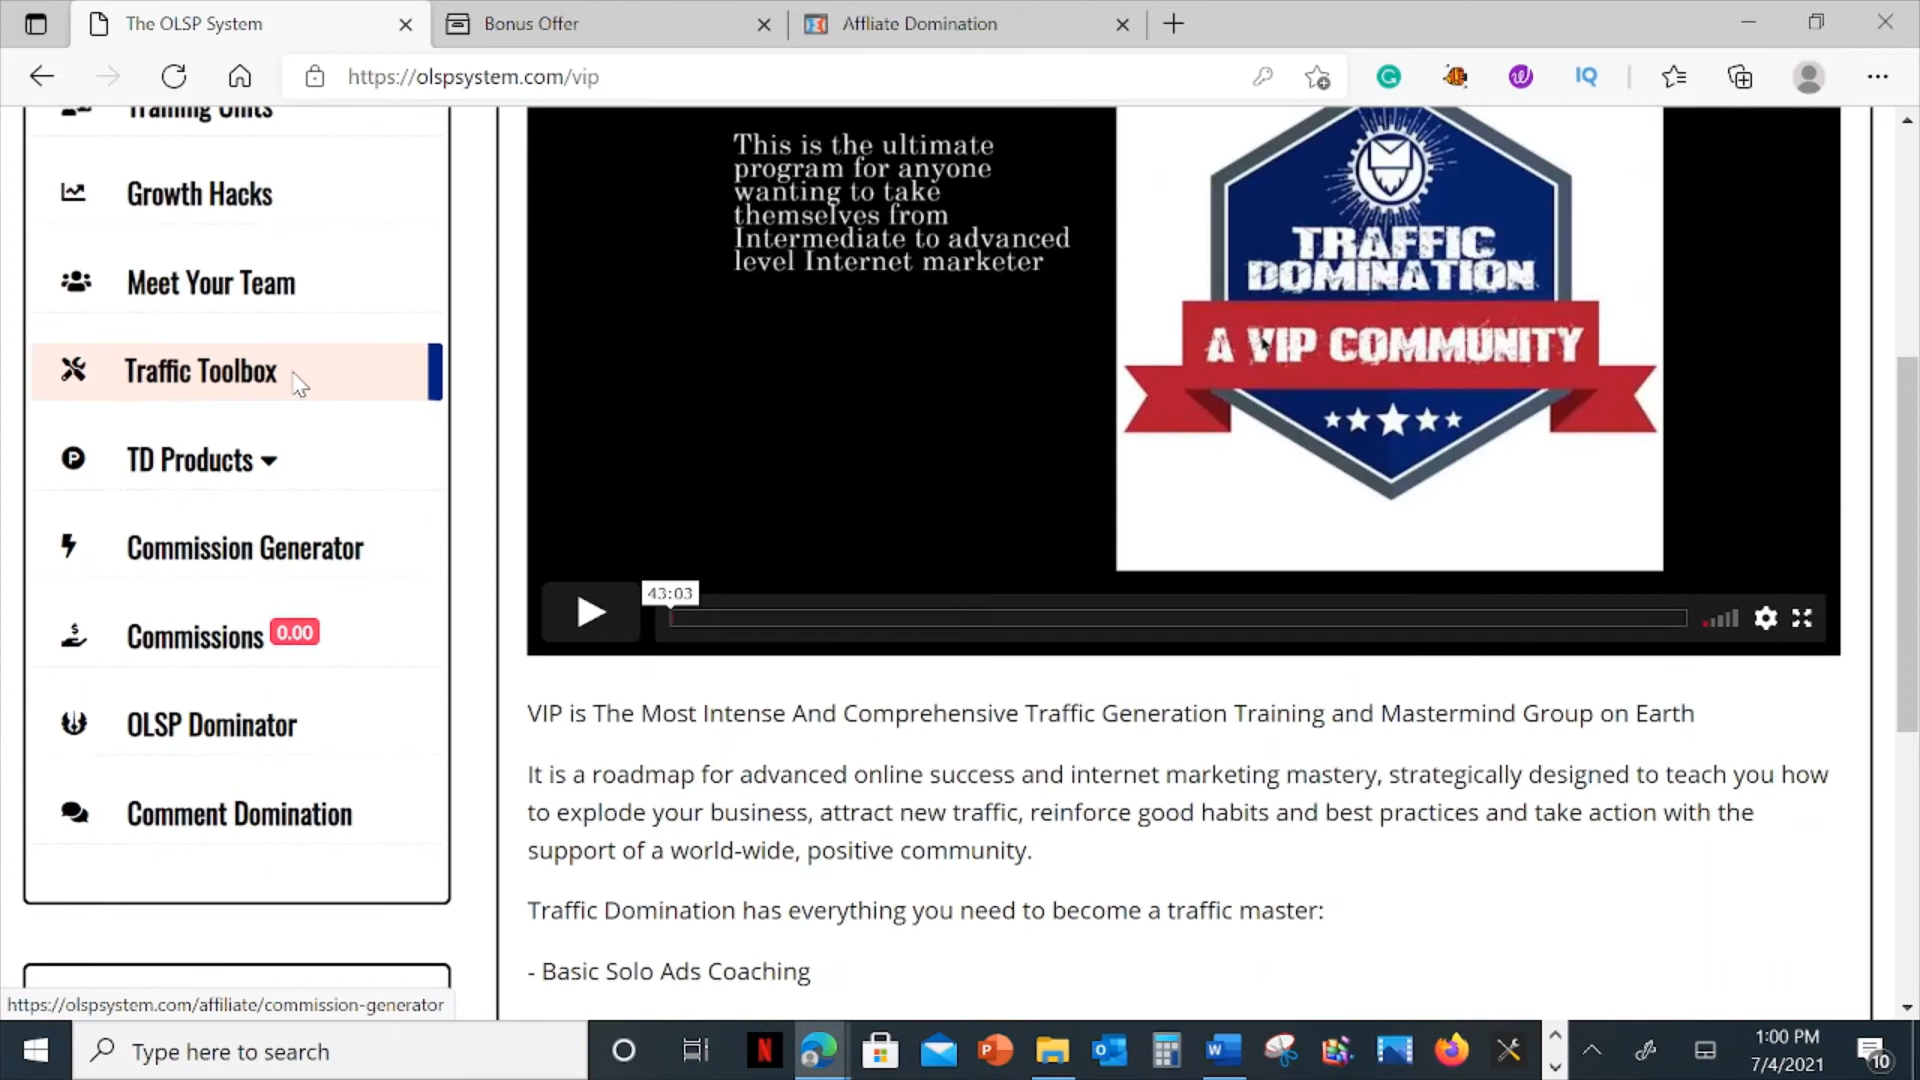 The OLSP System
Bonus Offer
Affliate Domination
https://olspsystem.com/vip
Training Units
Growth Hacks
Meet Your Team
Traffic Toolbox
TD Products
Commission Generator
Commissions 0.00
OLSP Dominator
Comment Domination
This is the ultimate
program for anyone
wanting to take
themselves from
Intermediate to advanced
level Internet marketer
TRAFFIC
DOMINATION
A VIP COMMUNITY
43:03
VIP is The Most Intense And Comprehensive Traffic Generation Training and Mastermind Group on Earth
It is a roadmap for advanced online success and internet marketing mastery, strategically designed to teach you how
to explode your business, attract new traffic, reinforce good habits and best practices and take action with the
support of a world-wide, positive community.
Traffic Domination has everything you need to become a traffic master:
- Basic Solo Ads Coaching
https://olspsystem.com/affiliate/commission-generator
Type here to search
1:00 PM
7/4/2021
10